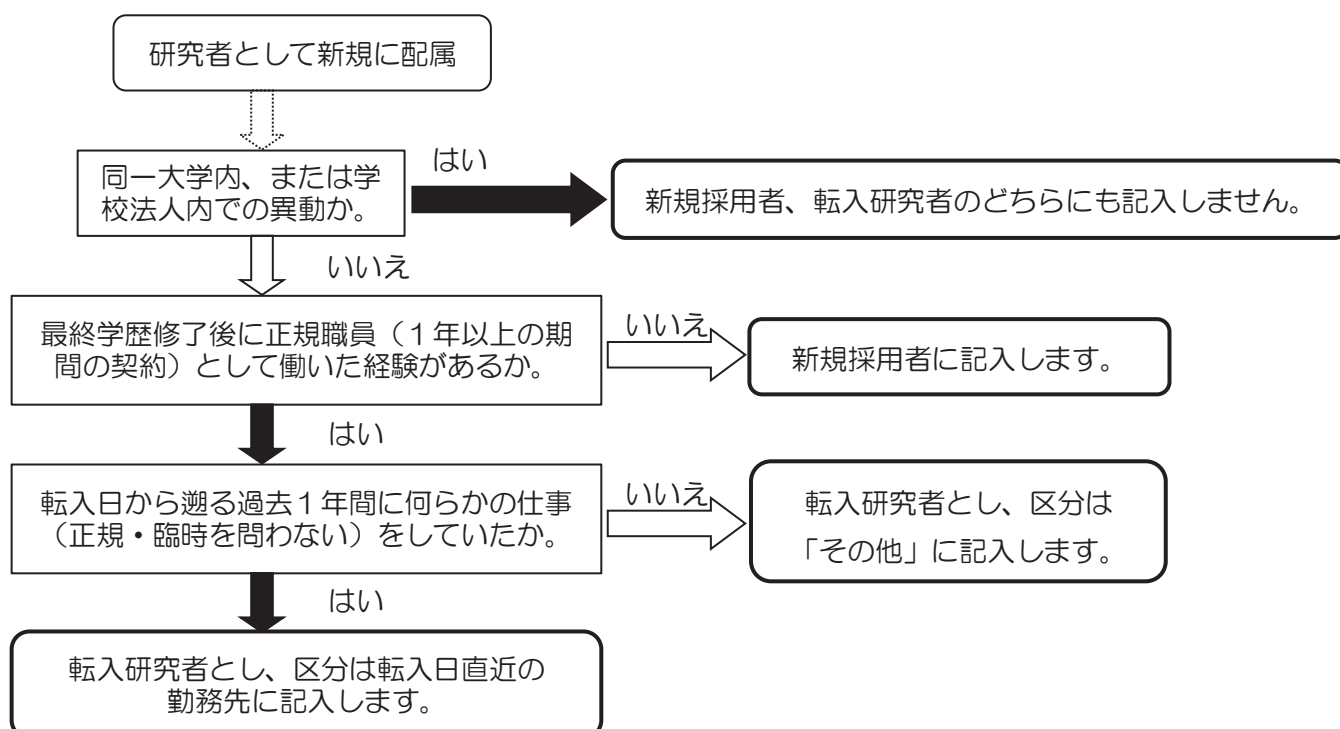 研究者として新規に配属
同一大学内、または学
校法人内での異動か。
はい
新規採用者、転入研究者のどちらにも記入しません。
いいえ
最終学歴修了後に正規職員（１年以上の期
間の契約）として働いた経験があるか。
いいえ
新規採用者に記入します。
はい
転入日から遡る過去１年間に何らかの仕事
（正規・臨時を問わない）をしていたか。
いいえ
転入研究者とし、区分は
「その他」に記入します。
はい
転入研究者とし、区分は転入日直近の
勤務先に記入します。